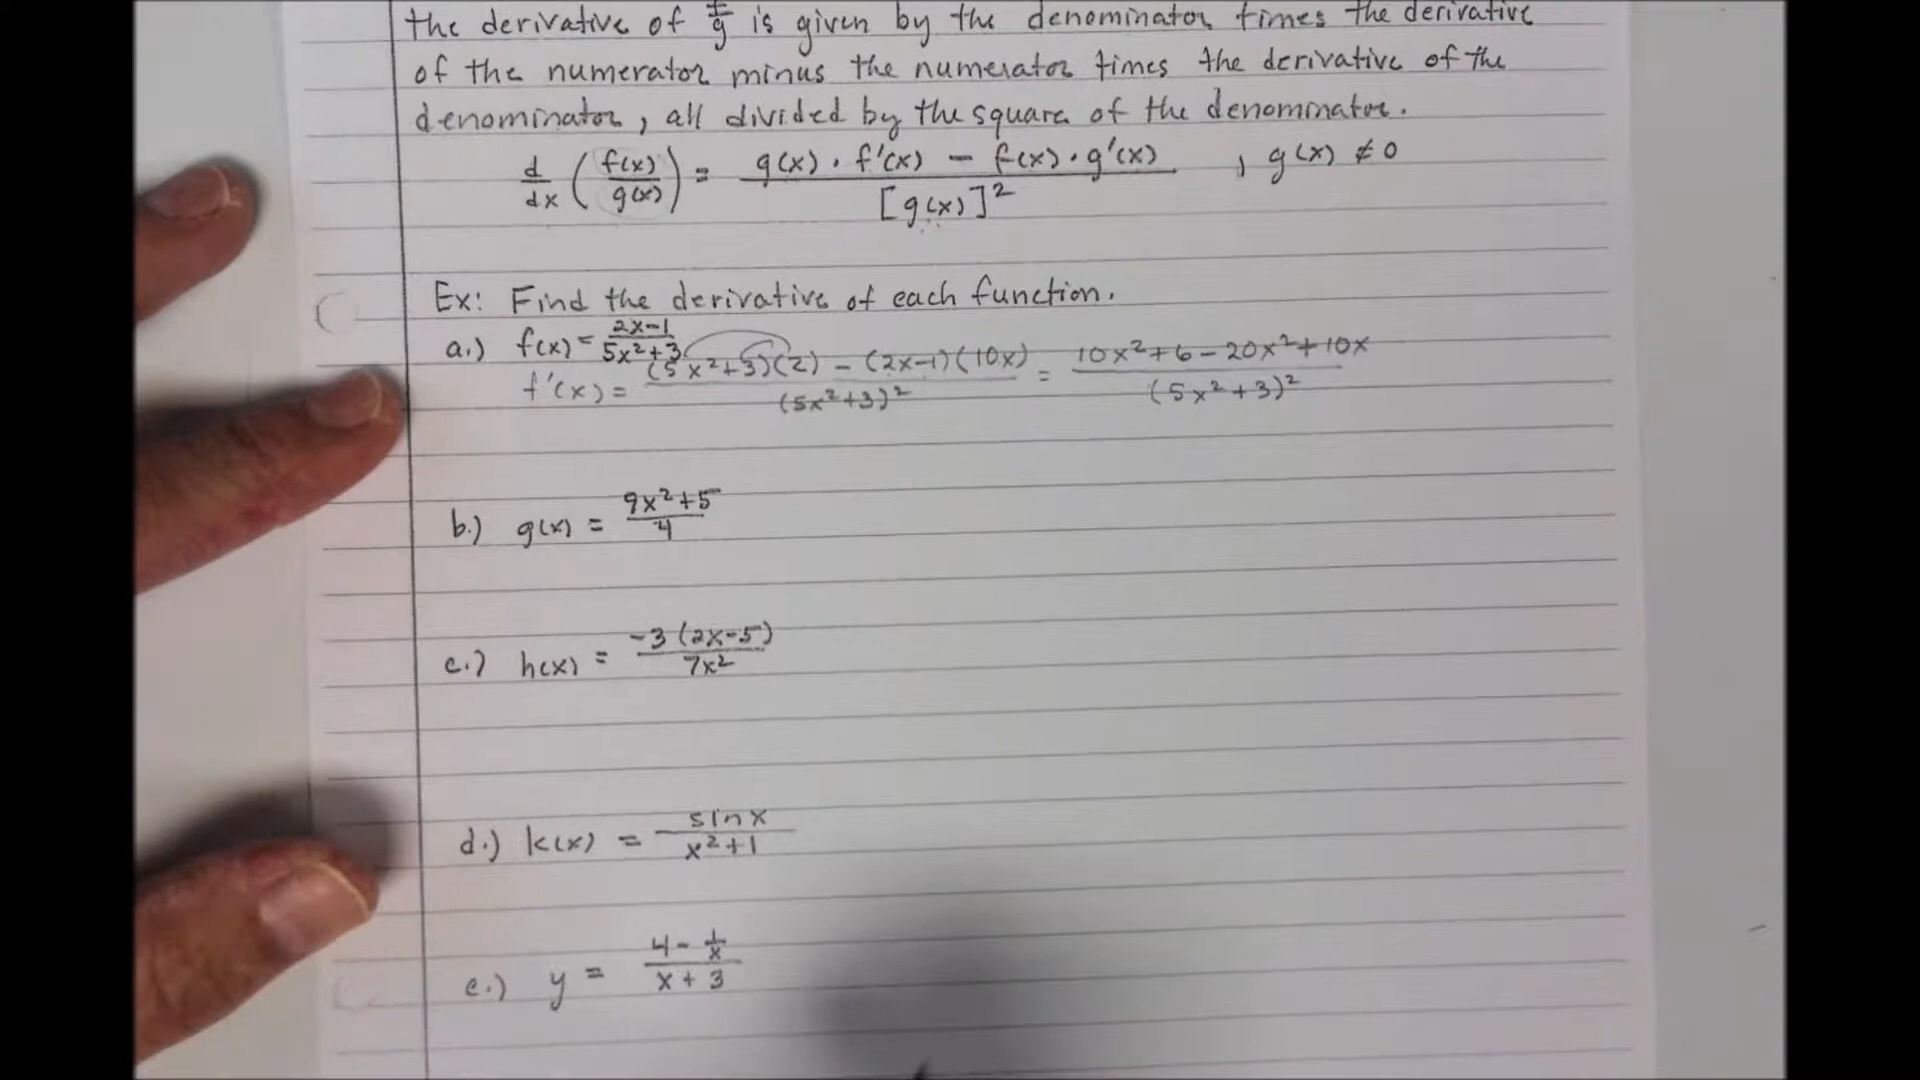 the derivative of f/g is given by the denominator times the derivative
of the numerator minus the numerator times the derivative of the
denominator, all divided by the square of the denominator.
d/dx (f(x)/g(x)) = (g(x) · f'(x) - f(x) · g'(x)) / [g(x)]² , g(x) ≠ 0
Ex: Find the derivative of each function.
a.) f(x) = (2x-1)/(5x²+3)
f'(x) = ((5x²+3)(2) - (2x-1)(10x)) / (5x²+3)² = (10x²+6-20x²+10x) / (5x²+3)²
b.) g(x) = (9x²+5)/4
c.) h(x) = -3(2x-5)/7x²
d.) k(x) = sinx/(x²+1)
e.) y = (4 - 1/x)/(x+3)